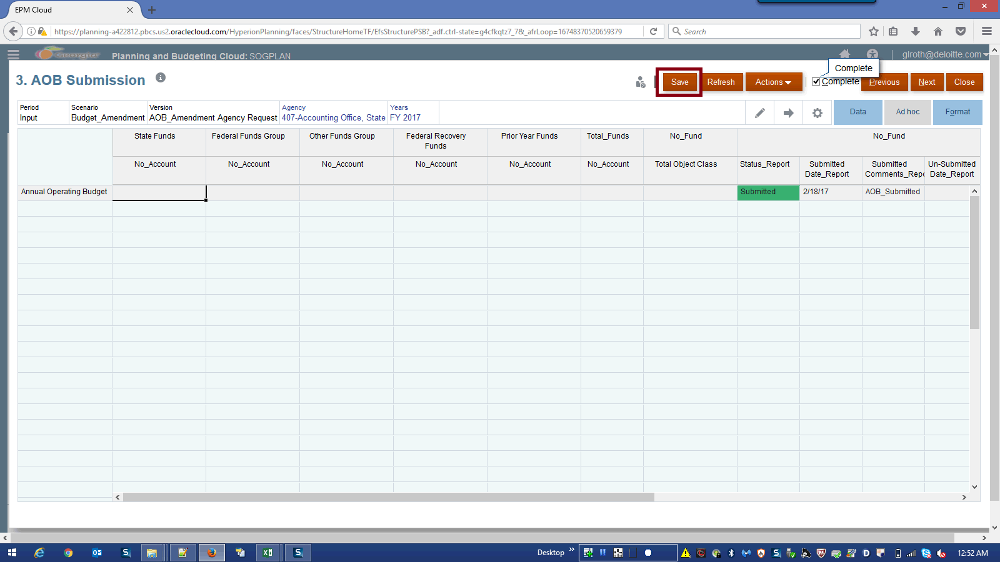 EPM Cloud
https://planning-a422812.pbcs.us2.oraclecloud.com/HyperionPlanning/faces/StructureHomeTF/EfsStructurePSB?_adf.ctrl-state=g4cfkqtz7_7&_afrLoop=16748370520659379
Search
Georgia
Planning and Budgeting Cloud: SOGPLAN
glroth@deloitte.com
Complete
3. AOB Submission
Save
Refresh
Actions
Complete
Previous
Next
Close
Period
Scenario
Version
Agency
Years
Input
Budget_Amendment
AOB_Amendment Agency Request
407-Accounting Office, State
FY 2017
Data
Ad hoc
Format
State Funds
Federal Funds Group
Other Funds Group
Federal Recovery
Funds
Prior Year Funds
Total_Funds
No_Fund
No_Fund
No_Account
No_Account
No_Account
No_Account
No_Account
No_Account
Total Object Class
Status_Report
Submitted
Date_Report
Submitted
Comments_Repo
Un-Submitted
Date_Report
Annual Operating Budget
Submitted
2/18/17
AOB_Submitted
Desktop
12:52 AM